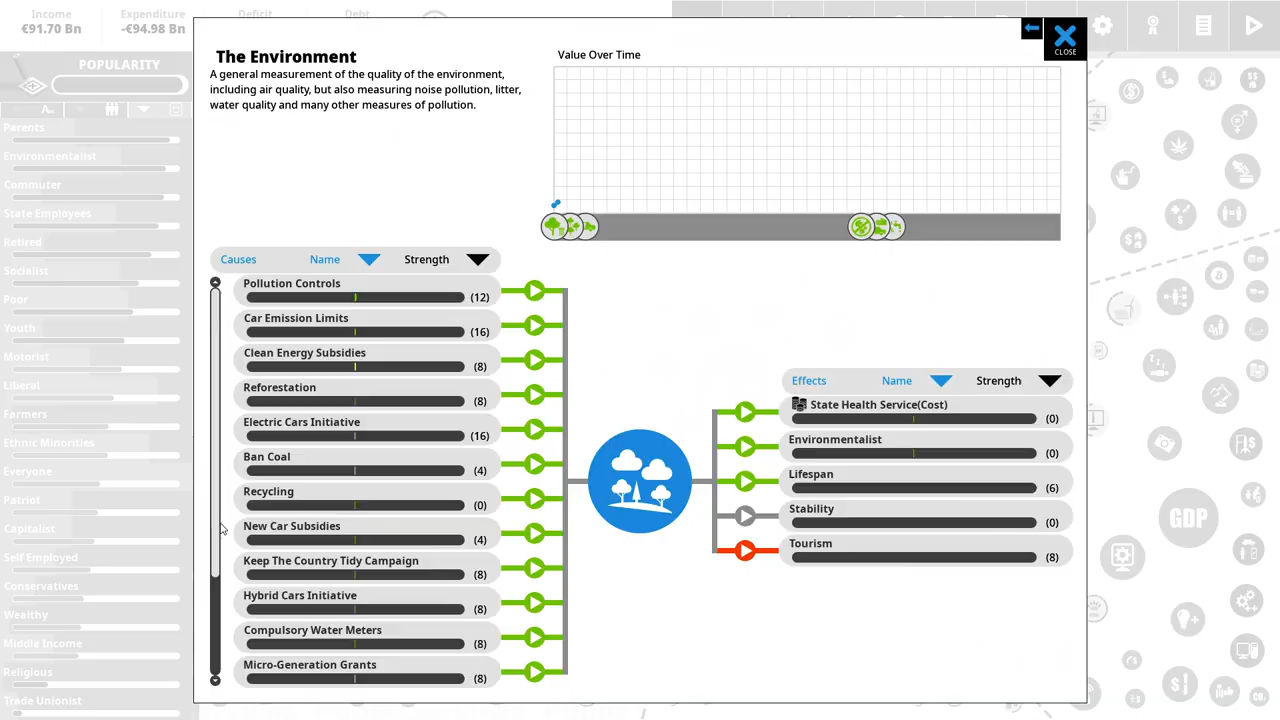 Income
Expenditure
Deficit
Debt
€91.70 Bn
-€94.98 Bn
CLOSE
The Environment
A general measurement of the quality of the environment,
including air quality, but also measuring noise pollution, litter,
water quality and many other measures of pollution.
Value Over Time
POPULARITY
Parents
Environmentalist
Commuter
State Employees
Retired
Socialist
Poor
Youth
Motorist
Liberal
Farmers
Ethnic Minorities
Everyone
Patriot
Capitalist
Self Employed
Conservatives
Wealthy
Middle Income
Religious
Trade Unionist
Causes
Name
Strength
Pollution Controls
(12)
Car Emission Limits
(16)
Clean Energy Subsidies
(8)
Reforestation
(8)
Electric Cars Initiative
(16)
Ban Coal
(4)
Recycling
(0)
New Car Subsidies
(4)
Keep The Country Tidy Campaign
(8)
Hybrid Cars Initiative
(8)
Compulsory Water Meters
(8)
Micro-Generation Grants
(8)
Effects
Name
Strength
State Health Service(Cost)
(0)
Environmentalist
(0)
Lifespan
(6)
Stability
(0)
Tourism
(8)
GDP